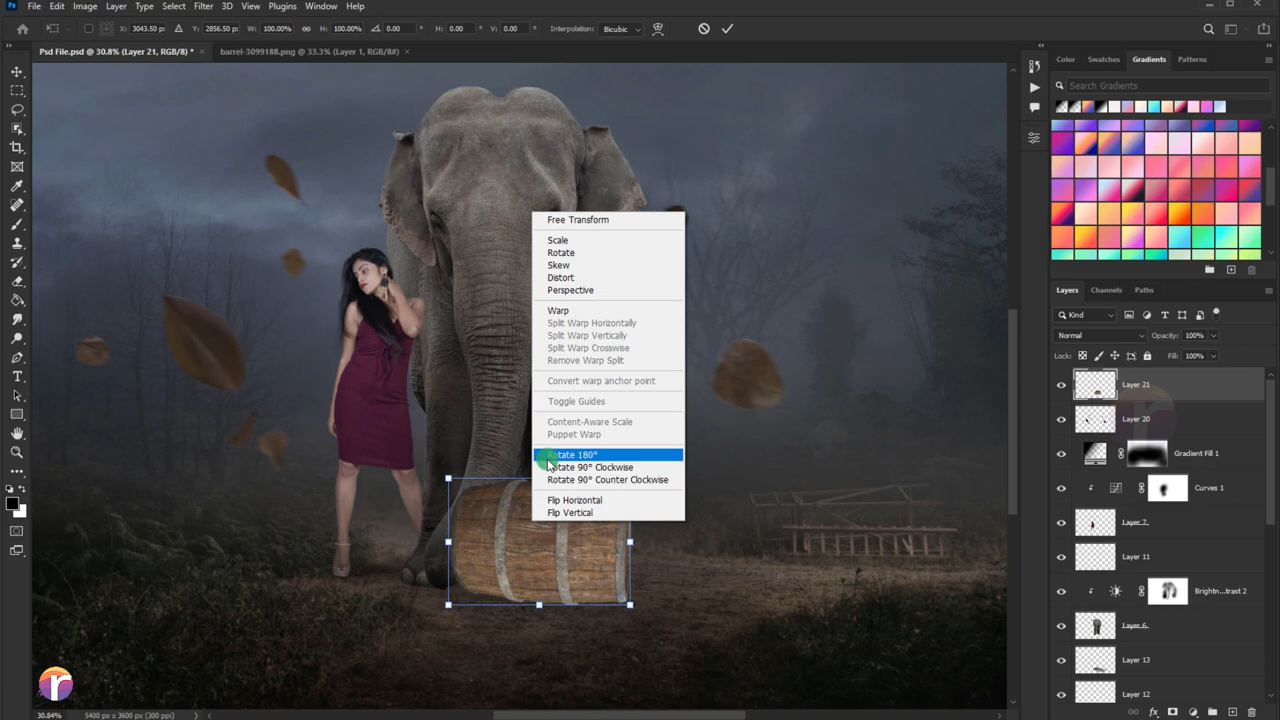 Ps File Edit Image Layer Type Select Filter 3D View Plugins Window Help
X: 3043.50 px Y: 2856.50 px W: 100.00% H: 100.00% 0.00 ° H: 0.00 ° V: 0.00 ° Interpolation: Bicubic
Psd File.psd @ 30.8% (Layer 21, RGB/8) * × barrel-3099188.png @ 33.3% (Layer 1, RGB/8#) ×
Color Swatches Gradients Patterns
Search Gradients
Free Transform
Scale
Rotate
Skew
Distort
Perspective
Warp
Split Warp Horizontally
Split Warp Vertically
Split Warp Crosswise
Remove Warp Split
Convert warp anchor point
Toggle Guides
Content-Aware Scale
Puppet Warp
Rotate 180°
Rotate 90° Clockwise
Rotate 90° Counter Clockwise
Flip Horizontal
Flip Vertical
Layers Channels Paths
Kind
Normal Opacity: 100%
Lock: Fill: 100%
Layer 21
Layer 20
Gradient Fill 1
Curves 1
Layer 7
Layer 11
Brightn...trast 2
Layer 6
Layer 13
Layer 12
fx
r
30.84% 5400 px x 3600 px (300 ppi)